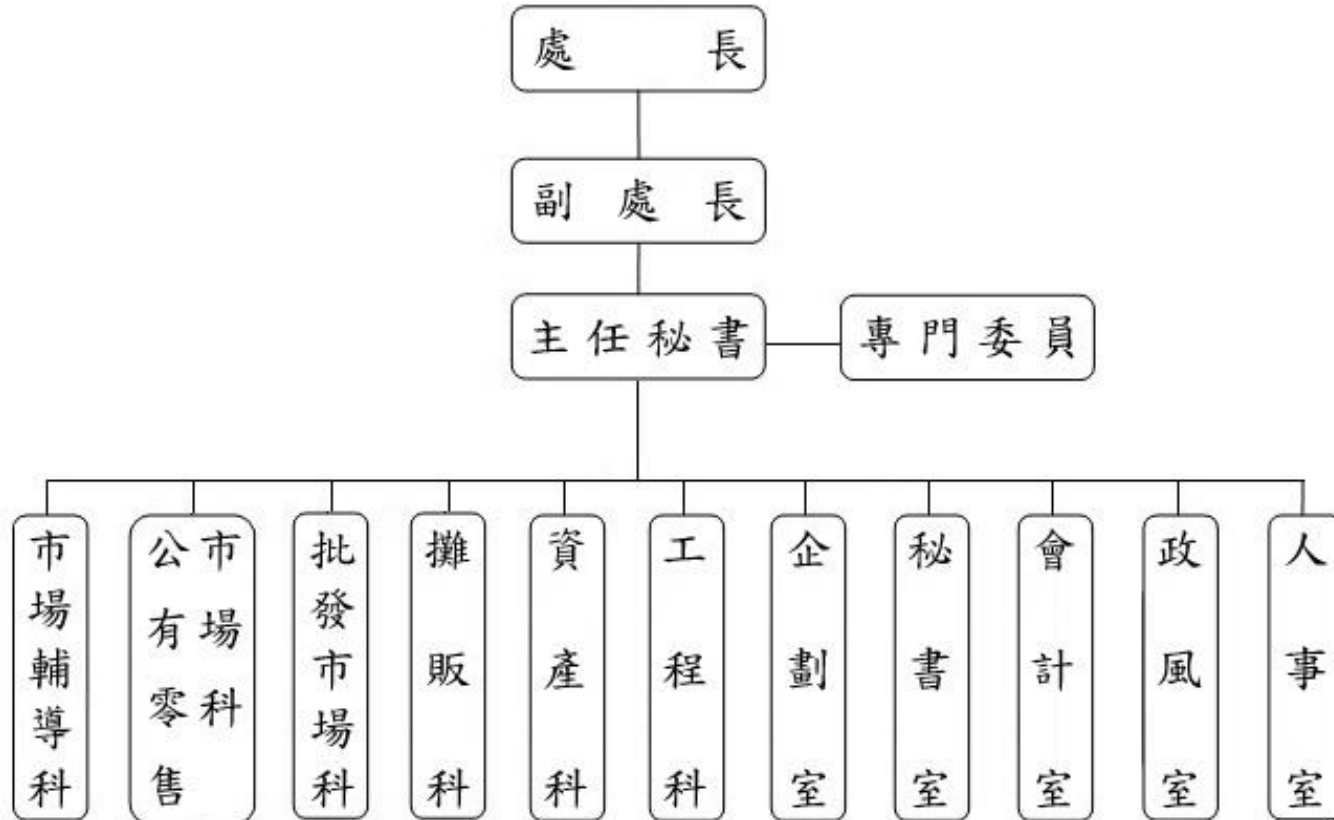 處長
副處長
主任秘書
專門委員
市場輔導科
公有零售
市場科
批發市場科
攤販科
資產科
工程科
企劃室
秘書室
會計室
政風室
人事室